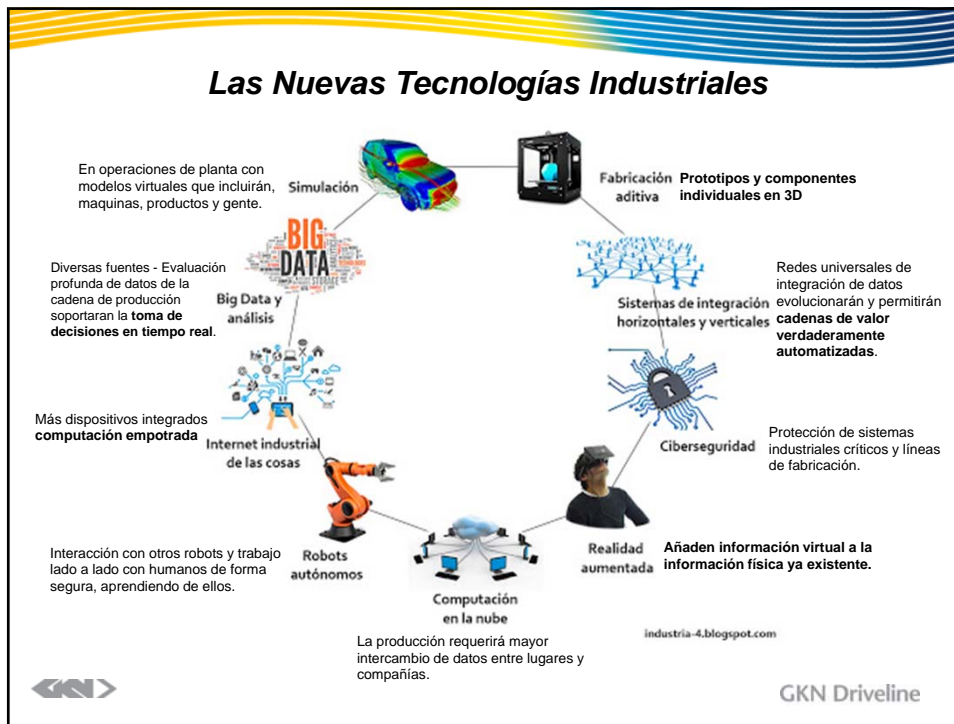 Las Nuevas Tecnologías Industriales
En operaciones de planta con
modelos virtuales que incluirán,
maquinas, productos y gente.
Simulación
Fabricación
aditiva
Prototipos y componentes
individuales en 3D
BIG
DATA
Diversas fuentes - Evaluación
profunda de datos de la
cadena de producción
soportaran la toma de
decisiones en tiempo real.
Big Data y
análisis
Sistemas de integración
horizontales y verticales
Redes universales de
integración de datos
evolucionarán y permitirán
cadenas de valor
verdaderamente
automatizadas.
Más dispositivos integrados
computación empotrada
Internet industrial
de las cosas
Ciberseguridad
Protección de sistemas
industriales críticos y líneas
de fabricación.
Interacción con otros robots y trabajo
lado a lado con humanos de forma
segura, aprendiendo de ellos.
Robots
autónomos
Realidad
aumentada
Añaden información virtual a la
información física ya existente.
Computación
en la nube
La producción requerirá mayor
intercambio de datos entre lugares y
compañías.
industria-4.blogspot.com
GKN
GKN Driveline